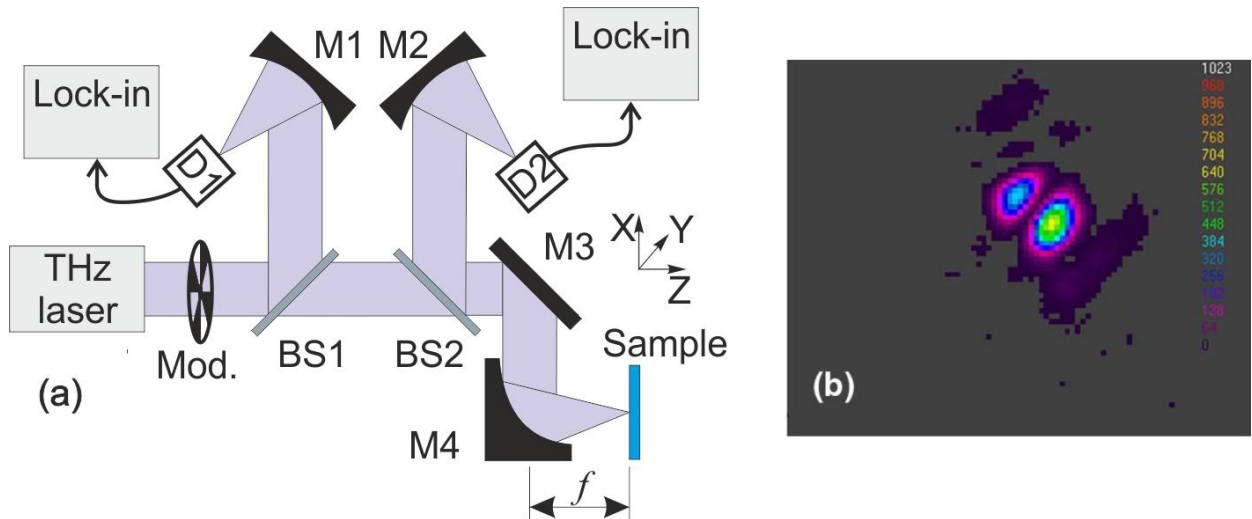 M1 M2
Lock-in
Lock-in
D1
D2
X
Y
Z
M3
THz
laser
Mod.
BS1
BS2
Sample
(a)
M4
f
1023
960
896
832
768
704
640
576
512
448
384
320
256
192
128
64
0
(b)